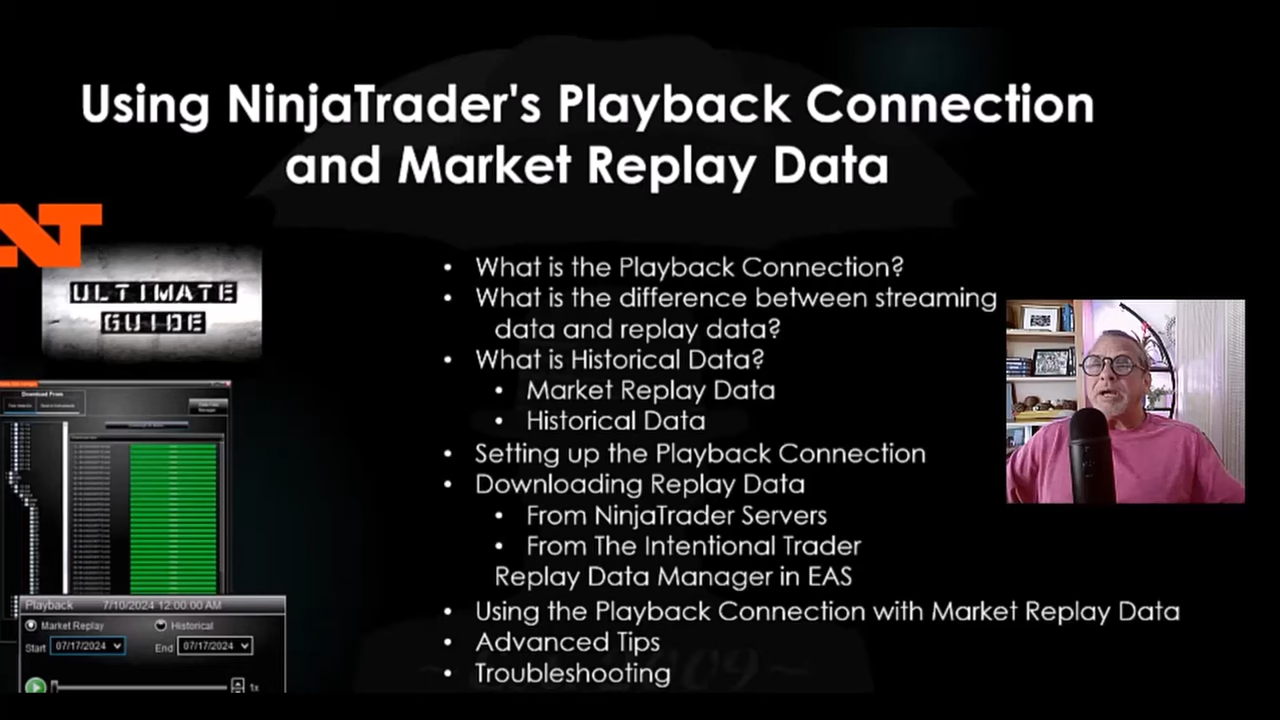 Using NinjaTrader's Playback Connection
and Market Replay Data
NT
ULTIMATE
GUIDE
• What is the Playback Connection?
• What is the difference between streaming
data and replay data?
• What is Historical Data?
• Market Replay Data
• Historical Data
• Setting up the Playback Connection
• Downloading Replay Data
• From NinjaTrader Servers
• From The Intentional Trader
Replay Data Manager in EAS
• Using the Playback Connection with Market Replay Data
• Advanced Tips
• Troubleshooting
Download From
Playback 7/10/2024 12:00:00 AM
Market Replay Historical
Start 07/17/2024 End 07/17/2024
1x